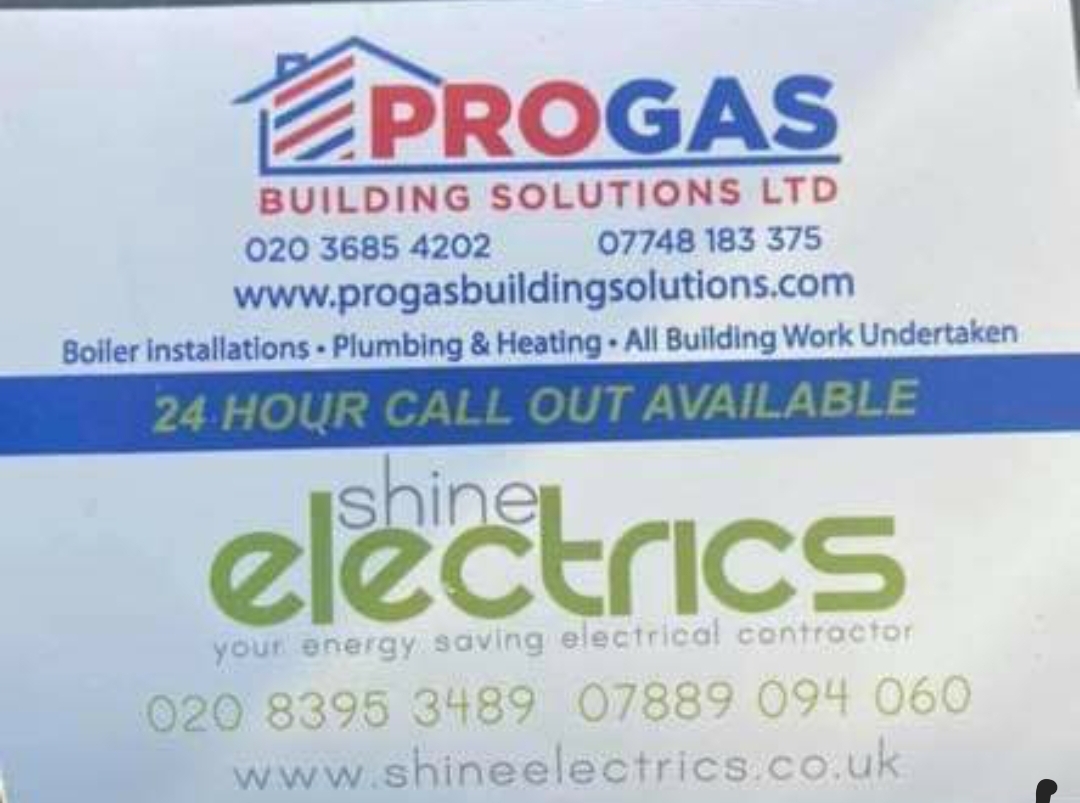 PROGAS
BUILDING SOLUTIONS LTD
020 3685 4202 07748 183 375
www.progasbuildingsolutions.com
Boiler installations • Plumbing & Heating • All Building Work Undertaken
24 HOUR CALL OUT AVAILABLE
shine
electrics
your energy saving electrical contractor
020 8395 3489 07889 094 060
www.shineelectrics.co.uk